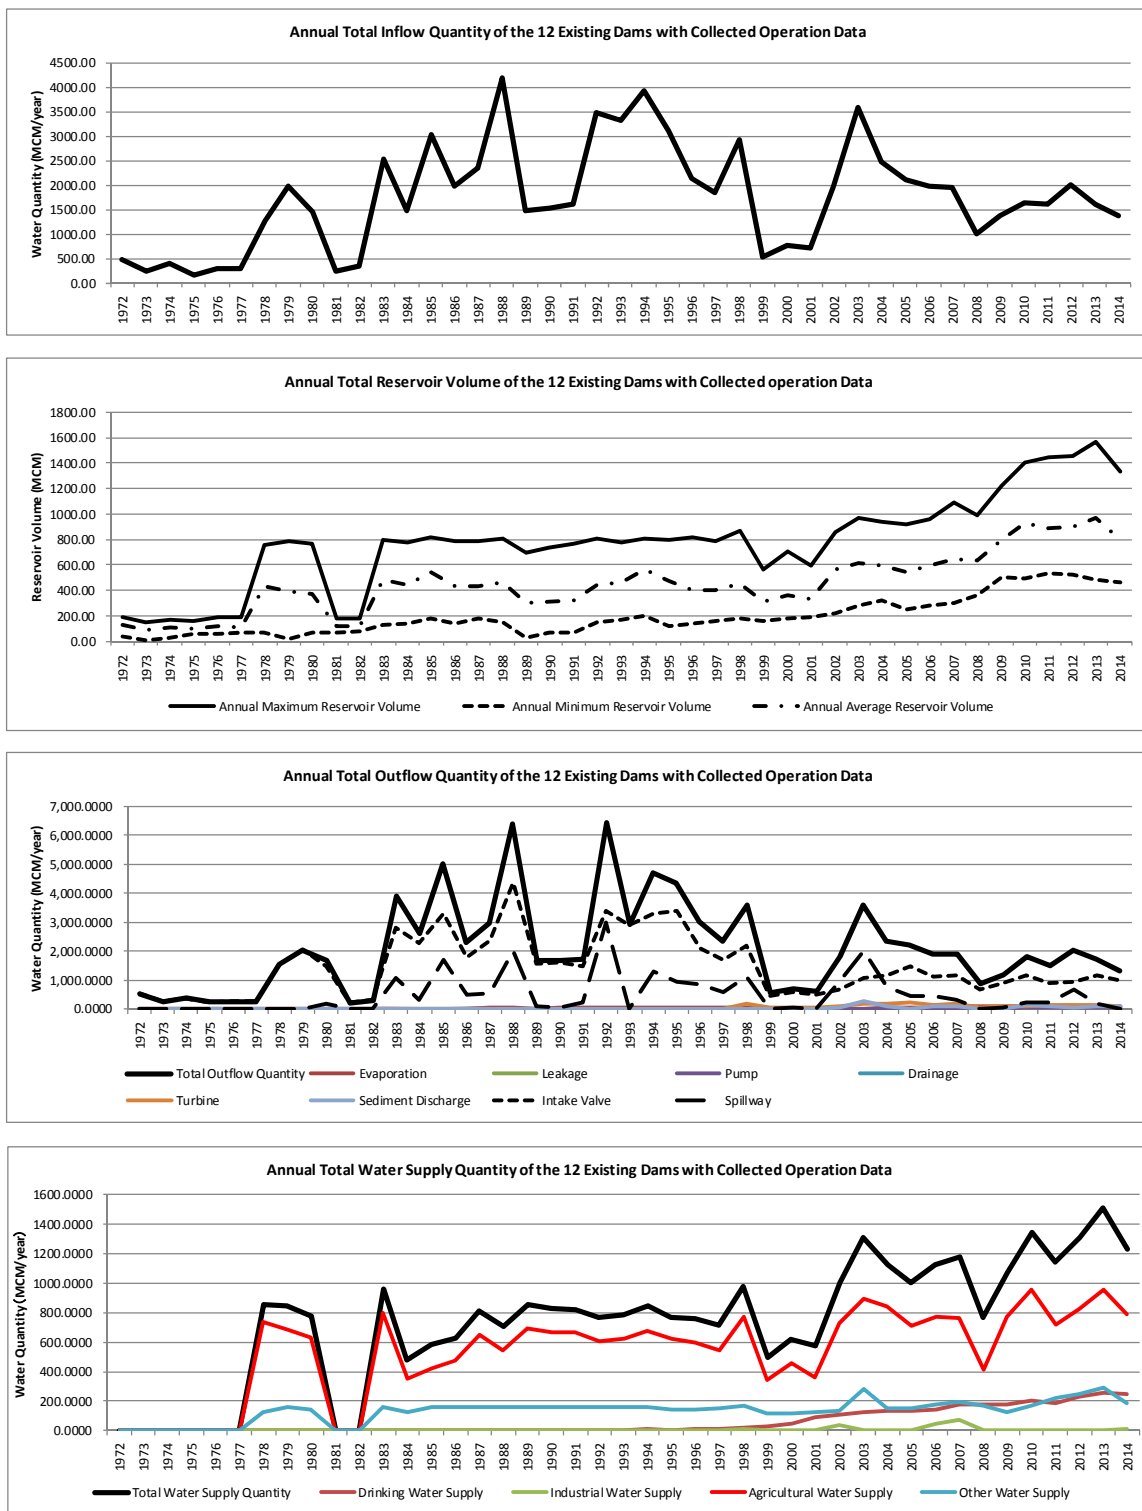 Annual Total Inflow Quantity of the 12 Existing Dams with Collected Operation Data
Water Quantity (MCM/year)
4500.00
4000.00
3500.00
3000.00
2500.00
2000.00
1500.00
1000.00
500.00
0.00
1972 1973 1974 1975 1976 1977 1978 1979 1980 1981 1982 1983 1984 1985 1986 1987 1988 1989 1990 1991 1992 1993 1994 1995 1996 1997 1998 1999 2000 2001 2002 2003 2004 2005 2006 2007 2008 2009 2010 2011 2012 2013 2014
Annual Total Reservoir Volume of the 12 Existing Dams with Collected operation Data
Reservoir Volume (MCM)
1800.00
1600.00
1400.00
1200.00
1000.00
800.00
600.00
400.00
200.00
0.00
1972 1973 1974 1975 1976 1977 1978 1979 1980 1981 1982 1983 1984 1985 1986 1987 1988 1989 1990 1991 1992 1993 1994 1995 1996 1997 1998 1999 2000 2001 2002 2003 2004 2005 2006 2007 2008 2009 2010 2011 2012 2013 2014
Annual Maximum Reservoir Volume Annual Minimum Reservoir Volume Annual Average Reservoir Volume
Annual Total Outflow Quantity of the 12 Existing Dams with Collected Operation Data
Water Quantity (MCM/year)
7,000.0000
6,000.0000
5,000.0000
4,000.0000
3,000.0000
2,000.0000
1,000.0000
0.0000
1972 1973 1974 1975 1976 1977 1978 1979 1980 1981 1982 1983 1984 1985 1986 1987 1988 1989 1990 1991 1992 1993 1994 1995 1996 1997 1998 1999 2000 2001 2002 2003 2004 2005 2006 2007 2008 2009 2010 2011 2012 2013 2014
Total Outflow Quantity Evaporation Leakage Pump Drainage
Turbine Sediment Discharge Intake Valve Spillway
Annual Total Water Supply Quantity of the 12 Existing Dams with Collected Operation Data
Water Quantity (MCM/year)
1600.0000
1400.0000
1200.0000
1000.0000
800.0000
600.0000
400.0000
200.0000
0.0000
1972 1973 1974 1975 1976 1977 1978 1979 1980 1981 1982 1983 1984 1985 1986 1987 1988 1989 1990 1991 1992 1993 1994 1995 1996 1997 1998 1999 2000 2001 2002 2003 2004 2005 2006 2007 2008 2009 2010 2011 2012 2013 2014
Total Water Supply Quantity Drinking Water Supply Industrial Water Supply Agricultural Water Supply Other Water Supply